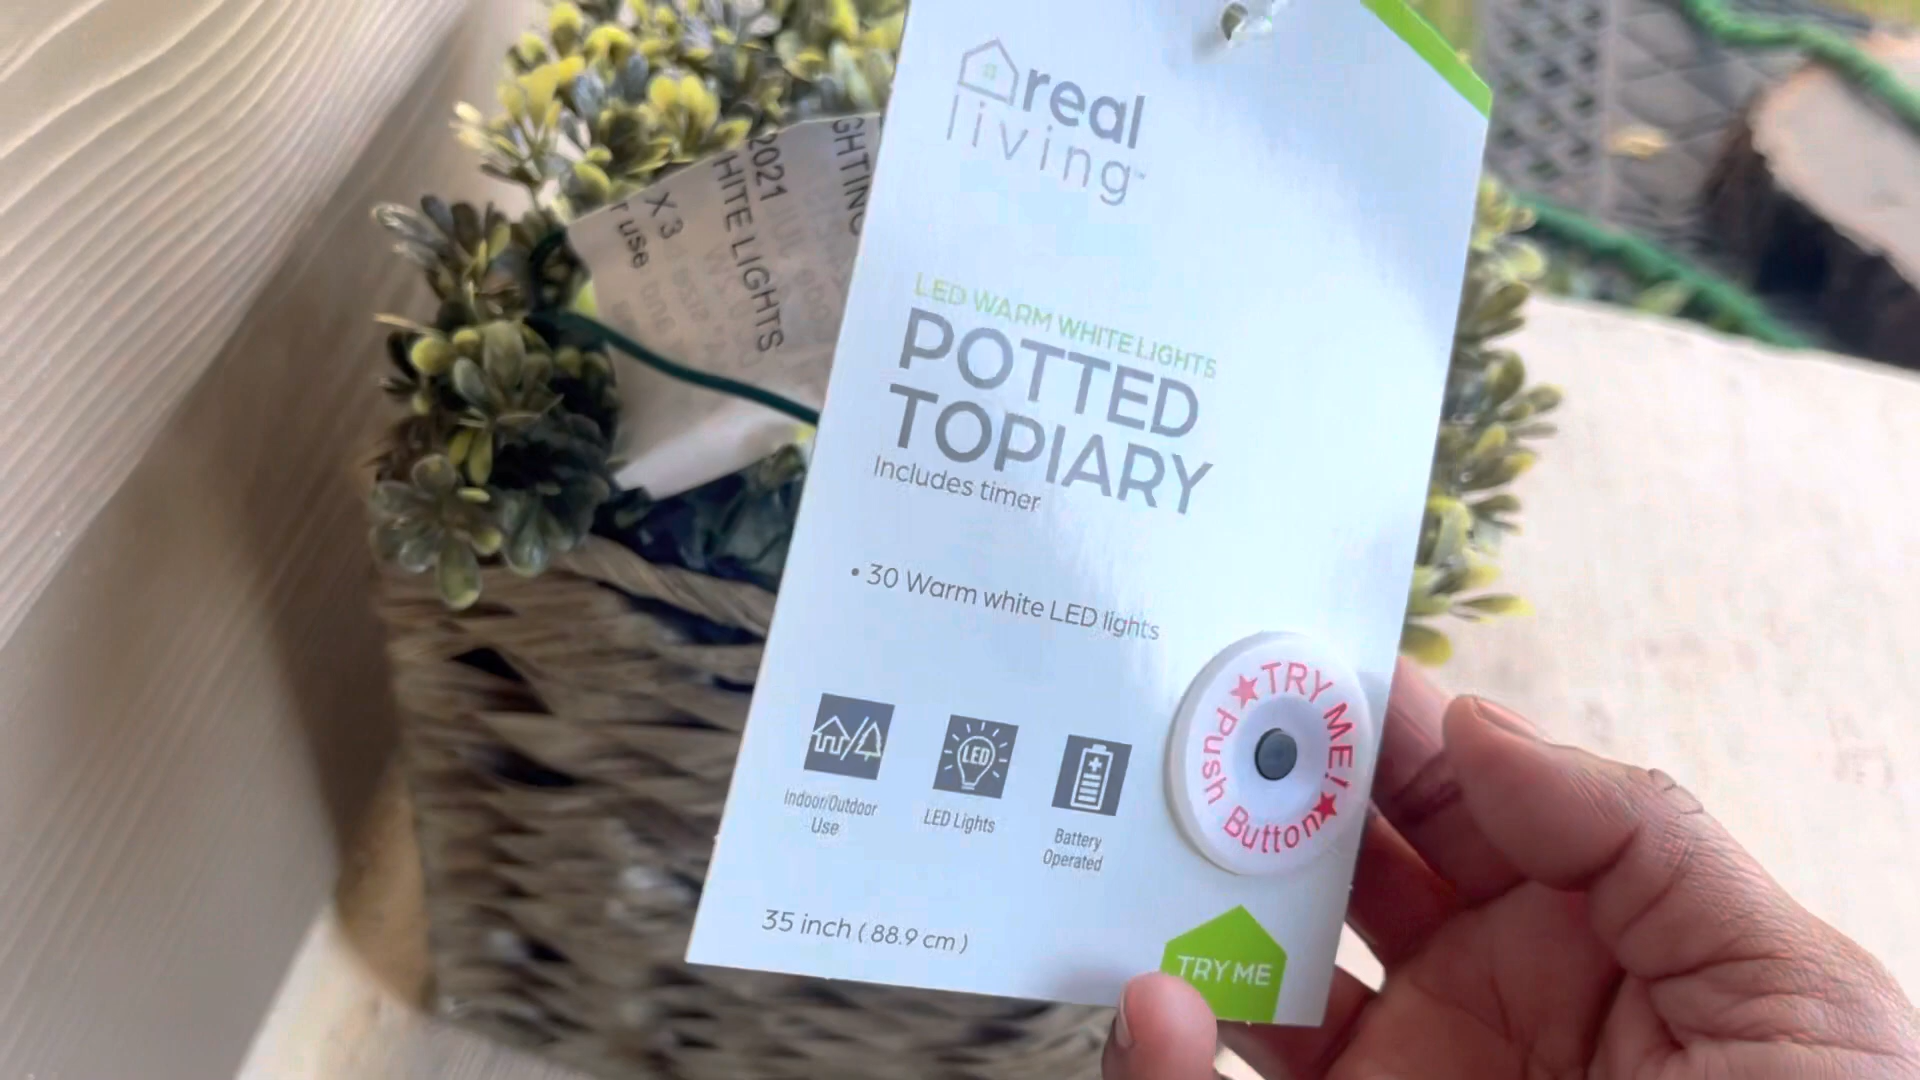 real
living™
LED WARM WHITE LIGHTS
POTTED
TOPIARY
Includes timer
• 30 Warm white LED lights
★TRY ME!★
Push Button
Indoor/Outdoor
Use
LED
LED Lights
Battery
Operated
35 inch ( 88.9 cm )
TRY ME
GHTING
2021
HITE LIGHTS
X 3
r use